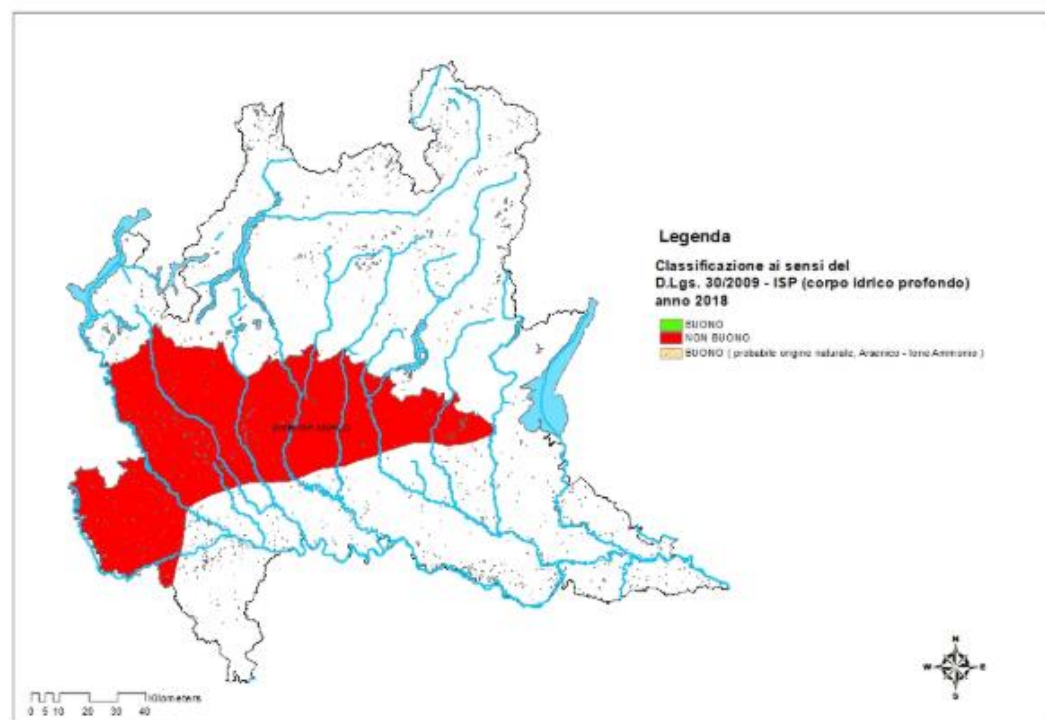 Legenda
Classificazione ai sensi del
D.Lgs. 30/2009 - ISP (corpo idrico profondo)
anno 2018
BUONO
NON BUONO
BUONO ( probabile origine naturale, Arsenico - Ione Ammonio )
N
W E
S
Kilometers
0 5 10 20 30 40